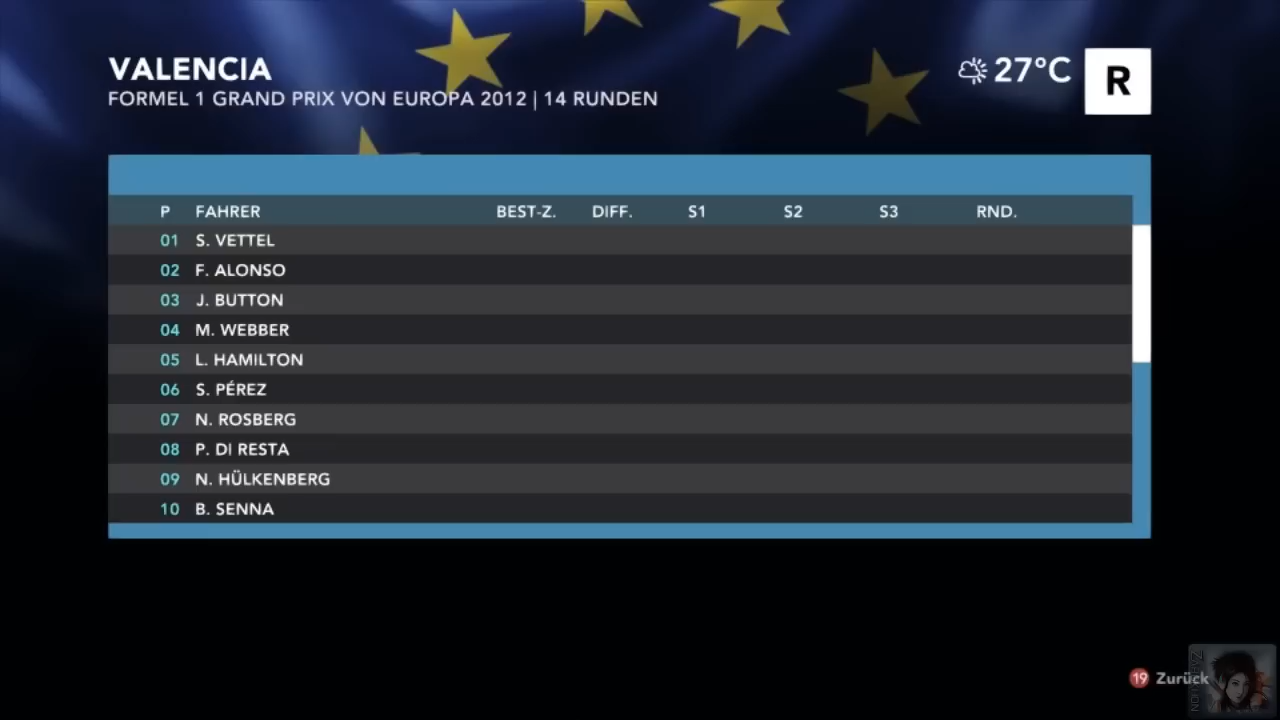 VALENCIA
FORMEL 1 GRAND PRIX VON EUROPA 2012 | 14 RUNDEN
27°C
R
P FAHRER BEST-Z. DIFF. S1 S2 S3 RND.
01 S. VETTEL
02 F. ALONSO
03 J. BUTTON
04 M. WEBBER
05 L. HAMILTON
06 S. PÉREZ
07 N. ROSBERG
08 P. DI RESTA
09 N. HÜLKENBERG
10 B. SENNA
19 Zurück